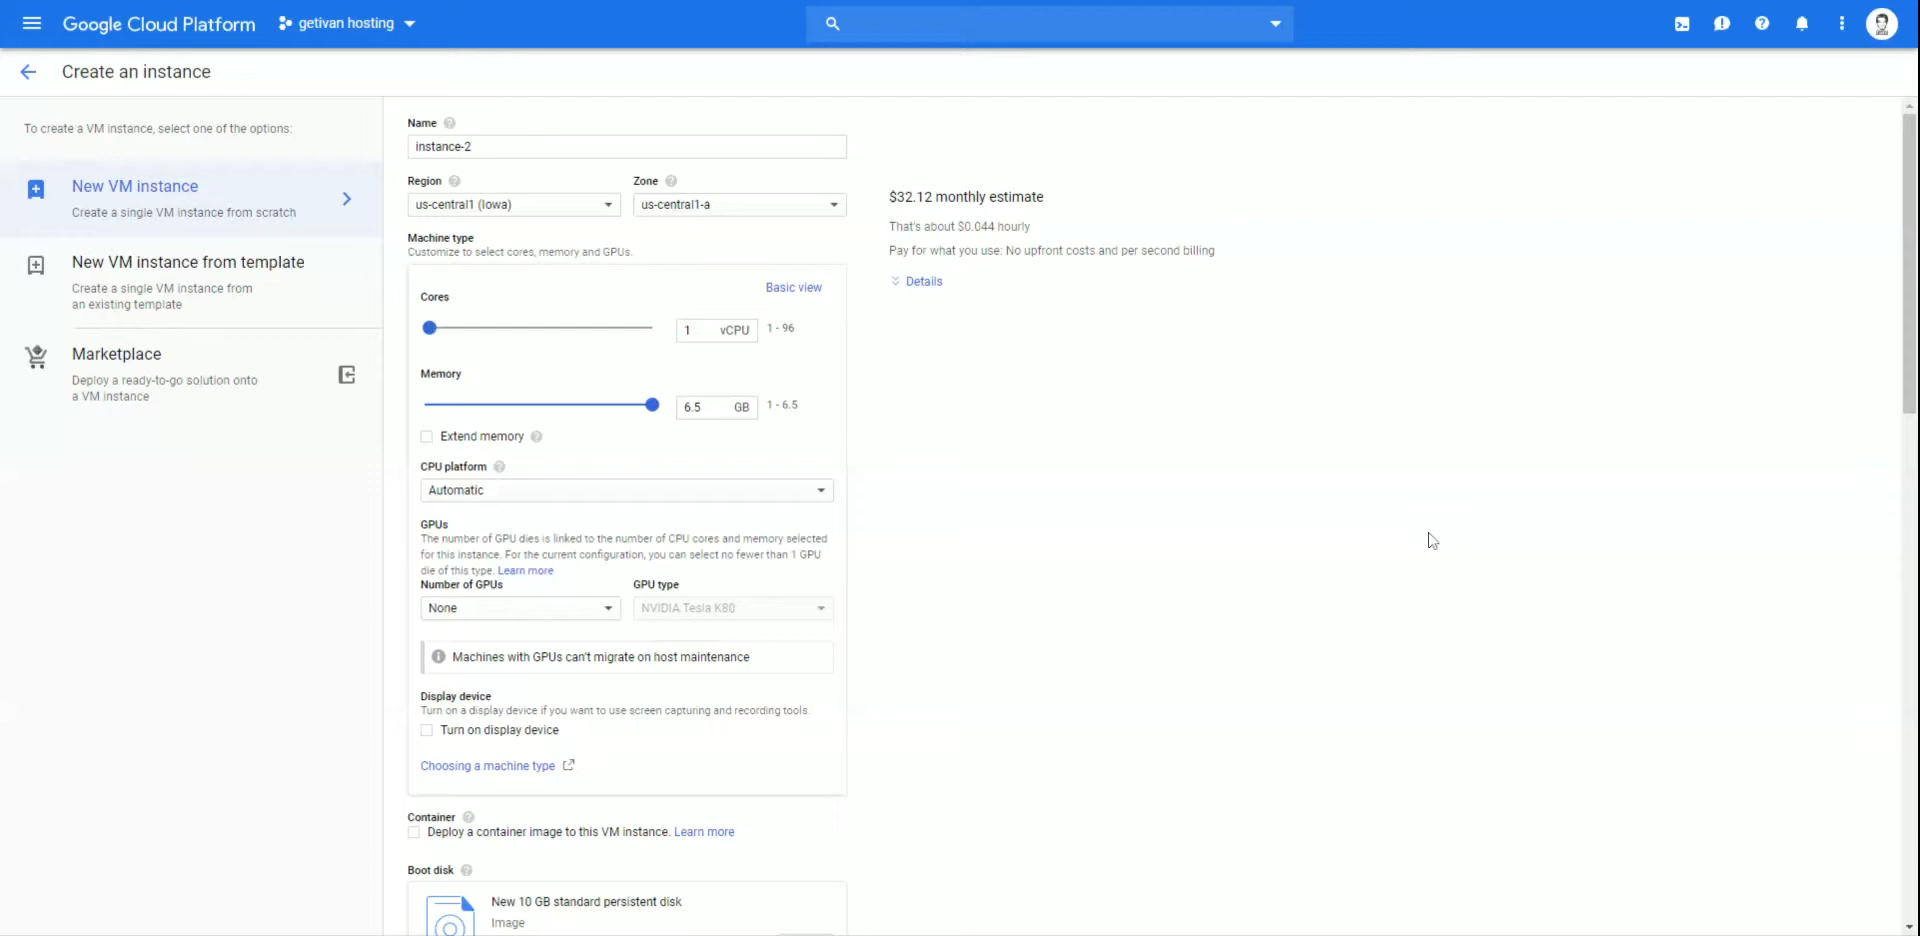 Google Cloud Platform
getivan hosting
Create an instance
To create a VM instance, select one of the options:
New VM instance
Create a single VM instance from scratch
New VM instance from template
Create a single VM instance from
an existing template
Marketplace
Deploy a ready-to-go solution onto
a VM instance
Name
instance-2
Region
Zone
us-central1 (Iowa)
us-central1-a
Machine type
Customize to select cores, memory and GPUs.
Basic view
Cores
1 vCPU
1 - 96
Memory
6.5 GB
1 - 6.5
Extend memory
CPU platform
Automatic
GPUs
The number of GPU dies is linked to the number of CPU cores and memory selected
for this instance. For the current configuration, you can select no fewer than 1 GPU
die of this type. Learn more
Number of GPUs
GPU type
None
NVIDIA Tesla K80
Machines with GPUs can't migrate on host maintenance
Display device
Turn on a display device if you want to use screen capturing and recording tools.
Turn on display device
Choosing a machine type
Container
Deploy a container image to this VM instance. Learn more
Boot disk
New 10 GB standard persistent disk
Image
$32.12 monthly estimate
That's about $0.044 hourly
Pay for what you use: No upfront costs and per second billing
Details